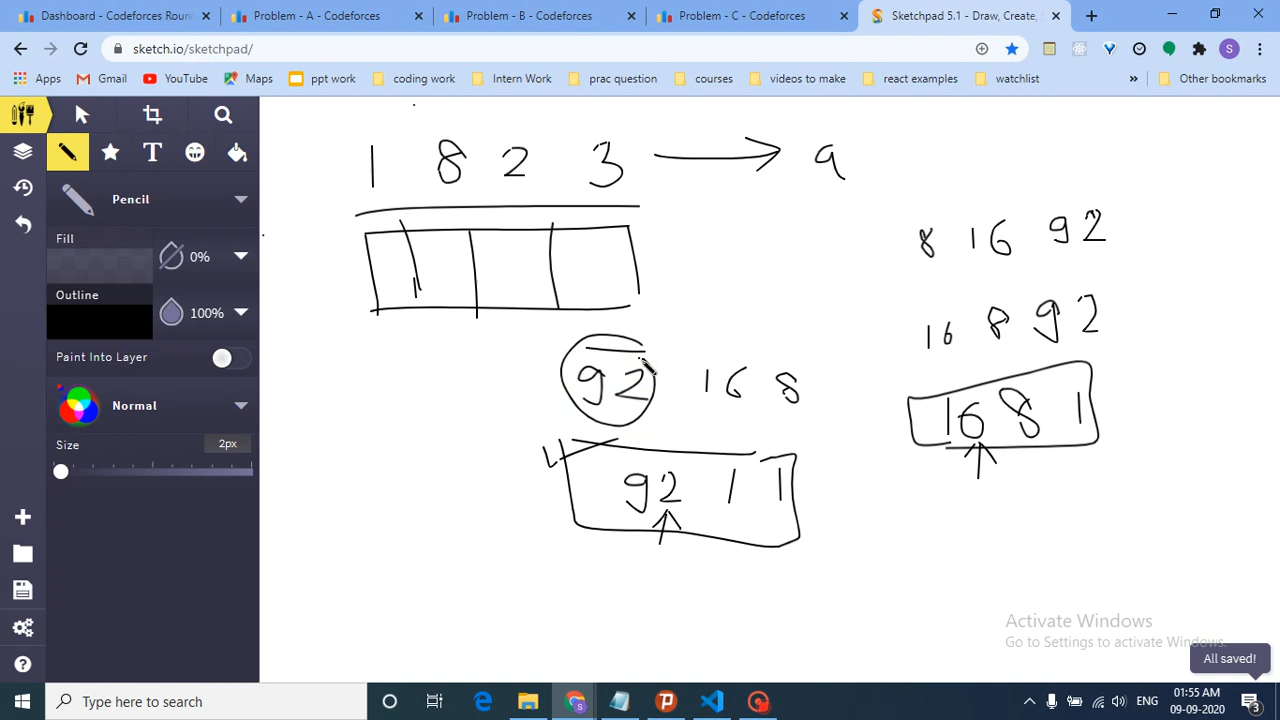 Dashboard - Codeforces Roun
Problem - A - Codeforces
Problem - B - Codeforces
Problem - C - Codeforces
Sketchpad 5.1 - Draw, Create,
sketch.io/sketchpad/
S
Apps
Gmail
YouTube
Maps
ppt work
coding work
Intern Work
prac question
courses
videos to make
react examples
watchlist
»
Other bookmarks
Pencil
Fill
0%
Outline
100%
Paint Into Layer
Normal
Size
2px
1 8 2 3 → a
8 16 92
16 8 92
92 16 8
16 8 1
92 1 1
Activate Windows
Go to Settings to activate Windows.
All saved!
Type here to search
ENG
01:55 AM
09-09-2020
3